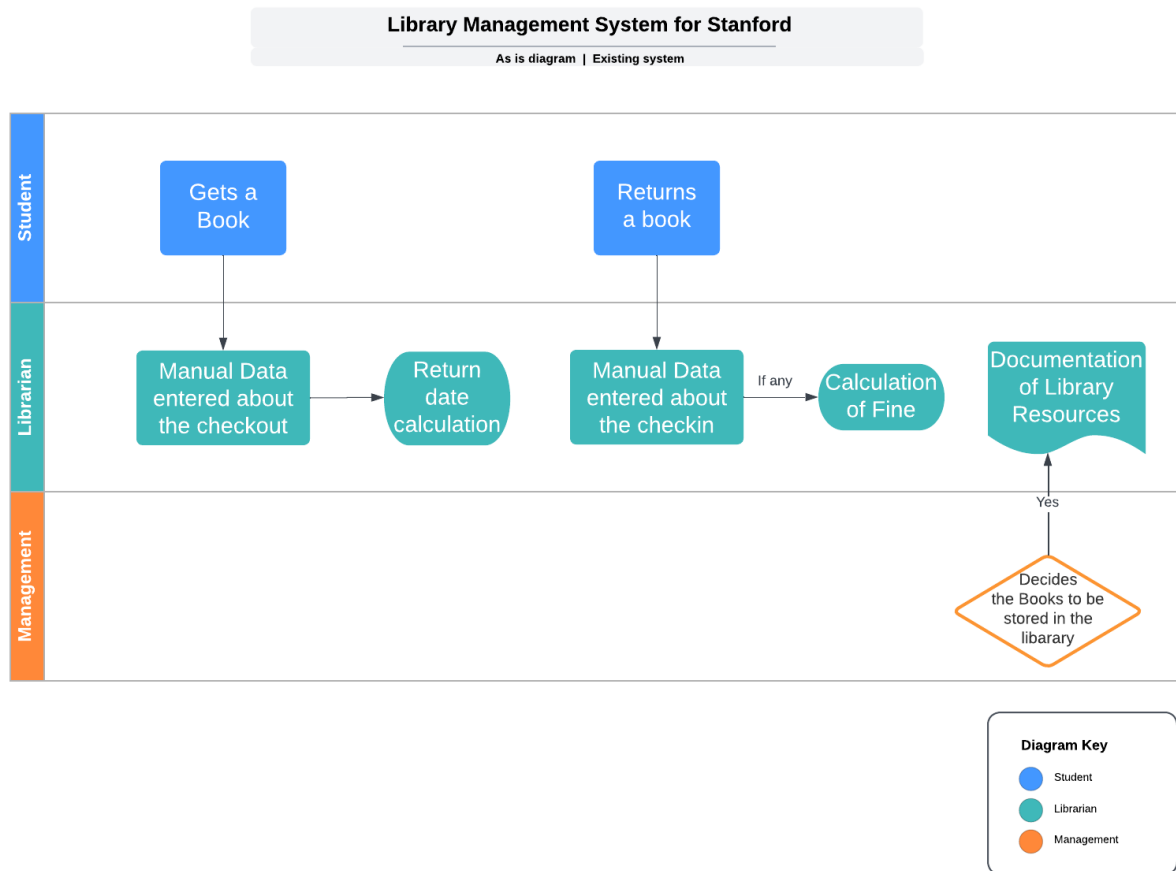 Library Management System for Stanford
As is diagram | Existing system
Student
Gets a
Book
Returns
a book
Librarian
Manual Data
entered about
the checkout
Return
date
calculation
Manual Data
entered about
the checkin
If any
Calculation
of Fine
Documentation
of Library
Resources
Management
Yes
Decides
the Books to be
stored in the
libarary
Diagram Key
Student
Librarian
Management